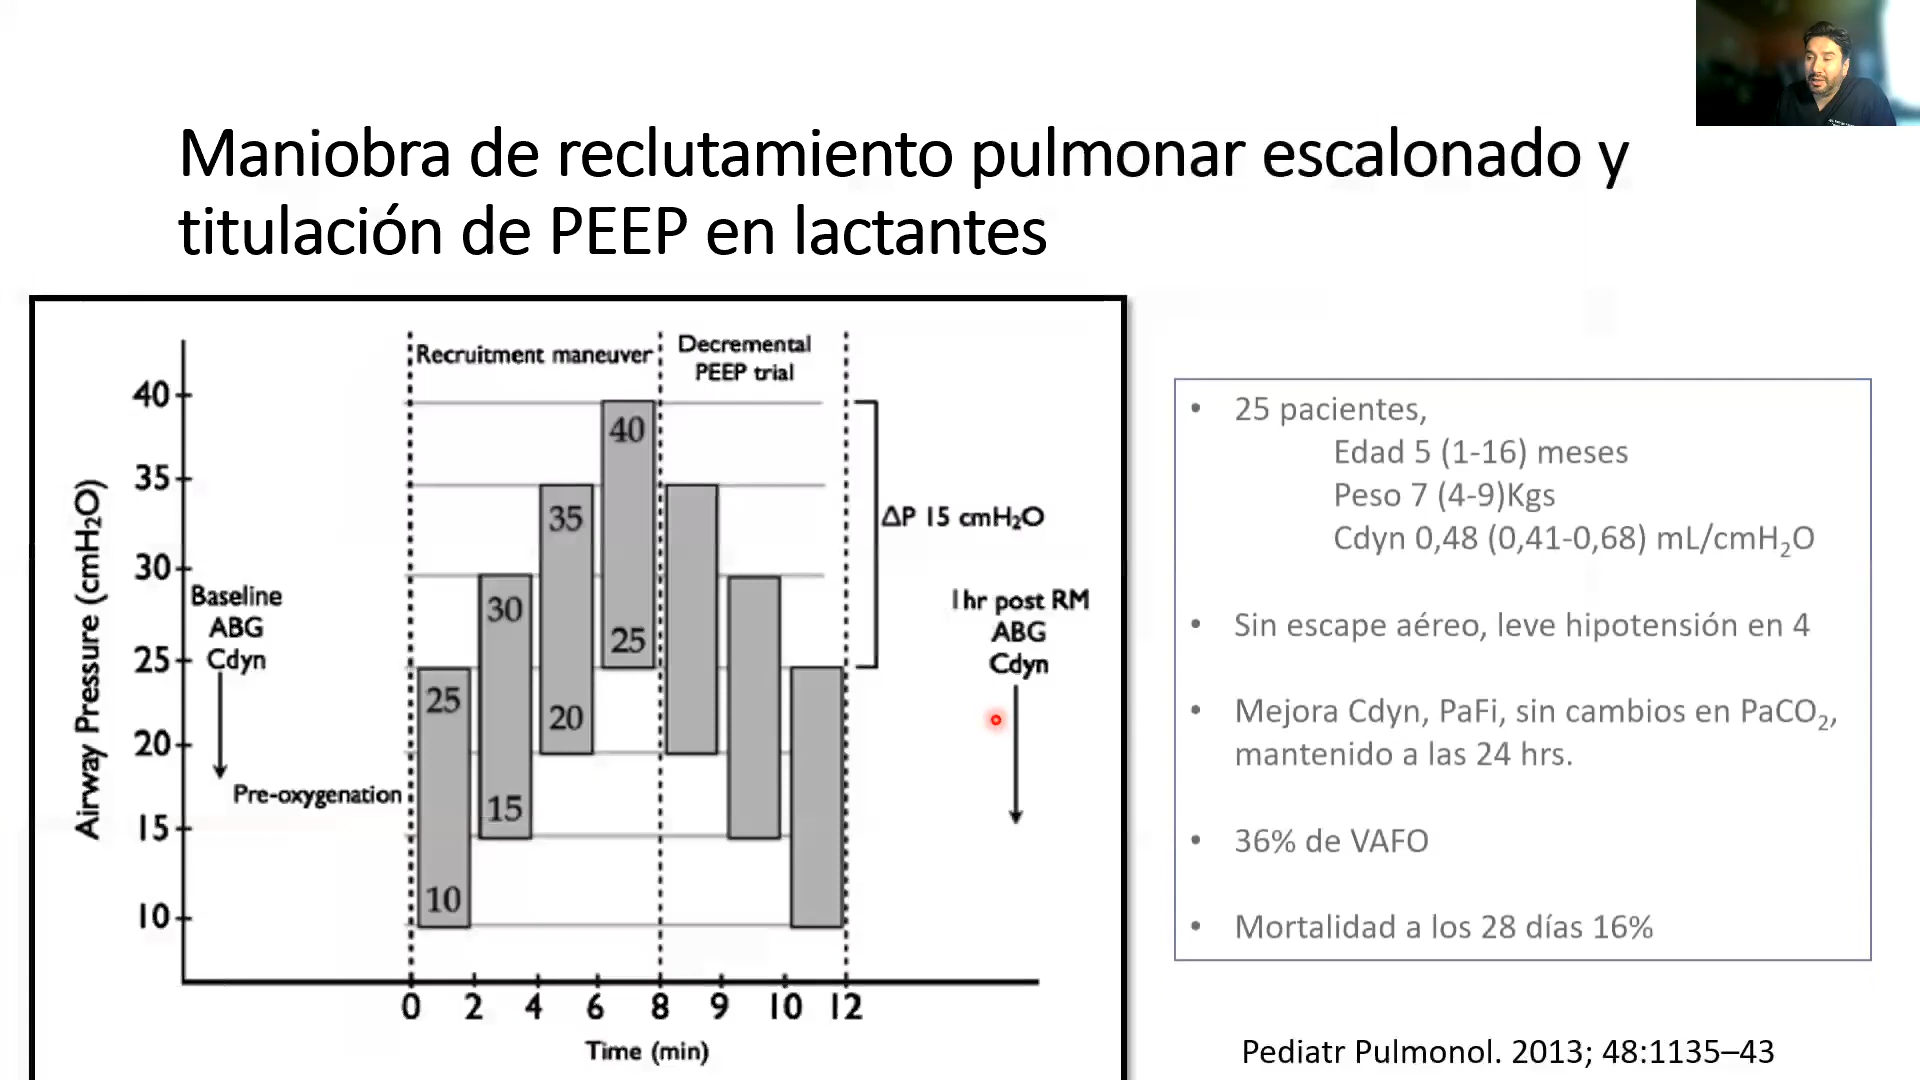 Maniobra de reclutamiento pulmonar escalonado y
titulación de PEEP en lactantes
Recruitment maneuver
Decremental
PEEP trial
Airway Pressure (cmH₂O)
40
35
30
25
20
15
10
Baseline
ABG
Cdyn
Pre-oxygenation
25
10
30
15
35
20
40
25
ΔP 15 cmH₂O
1hr post RM
ABG
Cdyn
0 2 4 6 8 9 10 12
Time (min)
• 25 pacientes,
Edad 5 (1-16) meses
Peso 7 (4-9)Kgs
Cdyn 0,48 (0,41-0,68) mL/cmH₂O
• Sin escape aéreo, leve hipotensión en 4
• Mejora Cdyn, PaFi, sin cambios en PaCO₂,
mantenido a las 24 hrs.
• 36% de VAFO
• Mortalidad a los 28 días 16%
Pediatr Pulmonol. 2013; 48:1135–43